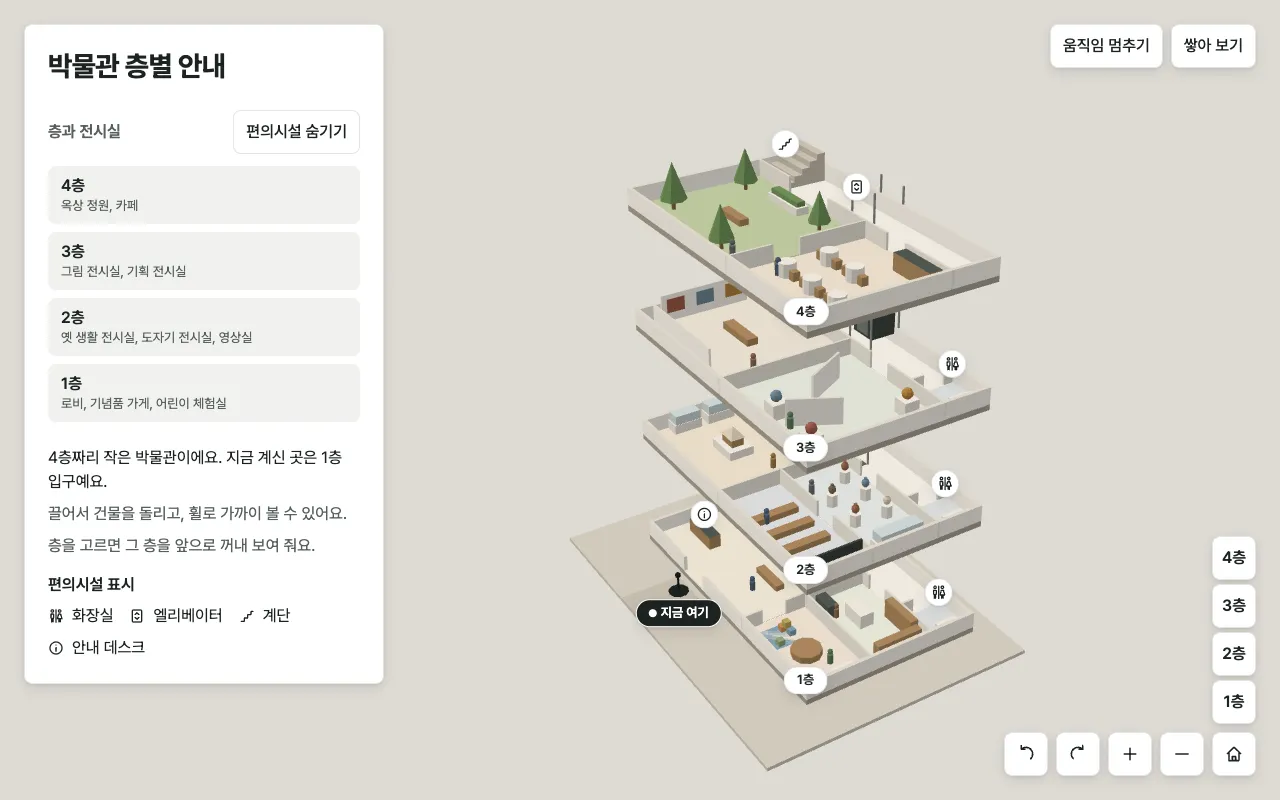 박물관 층별 안내
층과 전시실
편의시설 숨기기
4층
옥상 정원, 카페
3층
그림 전시실, 기획 전시실
2층
옛 생활 전시실, 도자기 전시실, 영상실
1층
로비, 기념품 가게, 어린이 체험실
4층짜리 작은 박물관이에요. 지금 계신 곳은 1층
입구예요.
끌어서 건물을 돌리고, 휠로 가까이 볼 수 있어요.
층을 고르면 그 층을 앞으로 꺼내 보여 줘요.
편의시설 표시
화장실 엘리베이터 계단
안내 데스크
움직임 멈추기
쌓아 보기
4층
3층
2층
지금 여기
1층
4층
3층
2층
1층